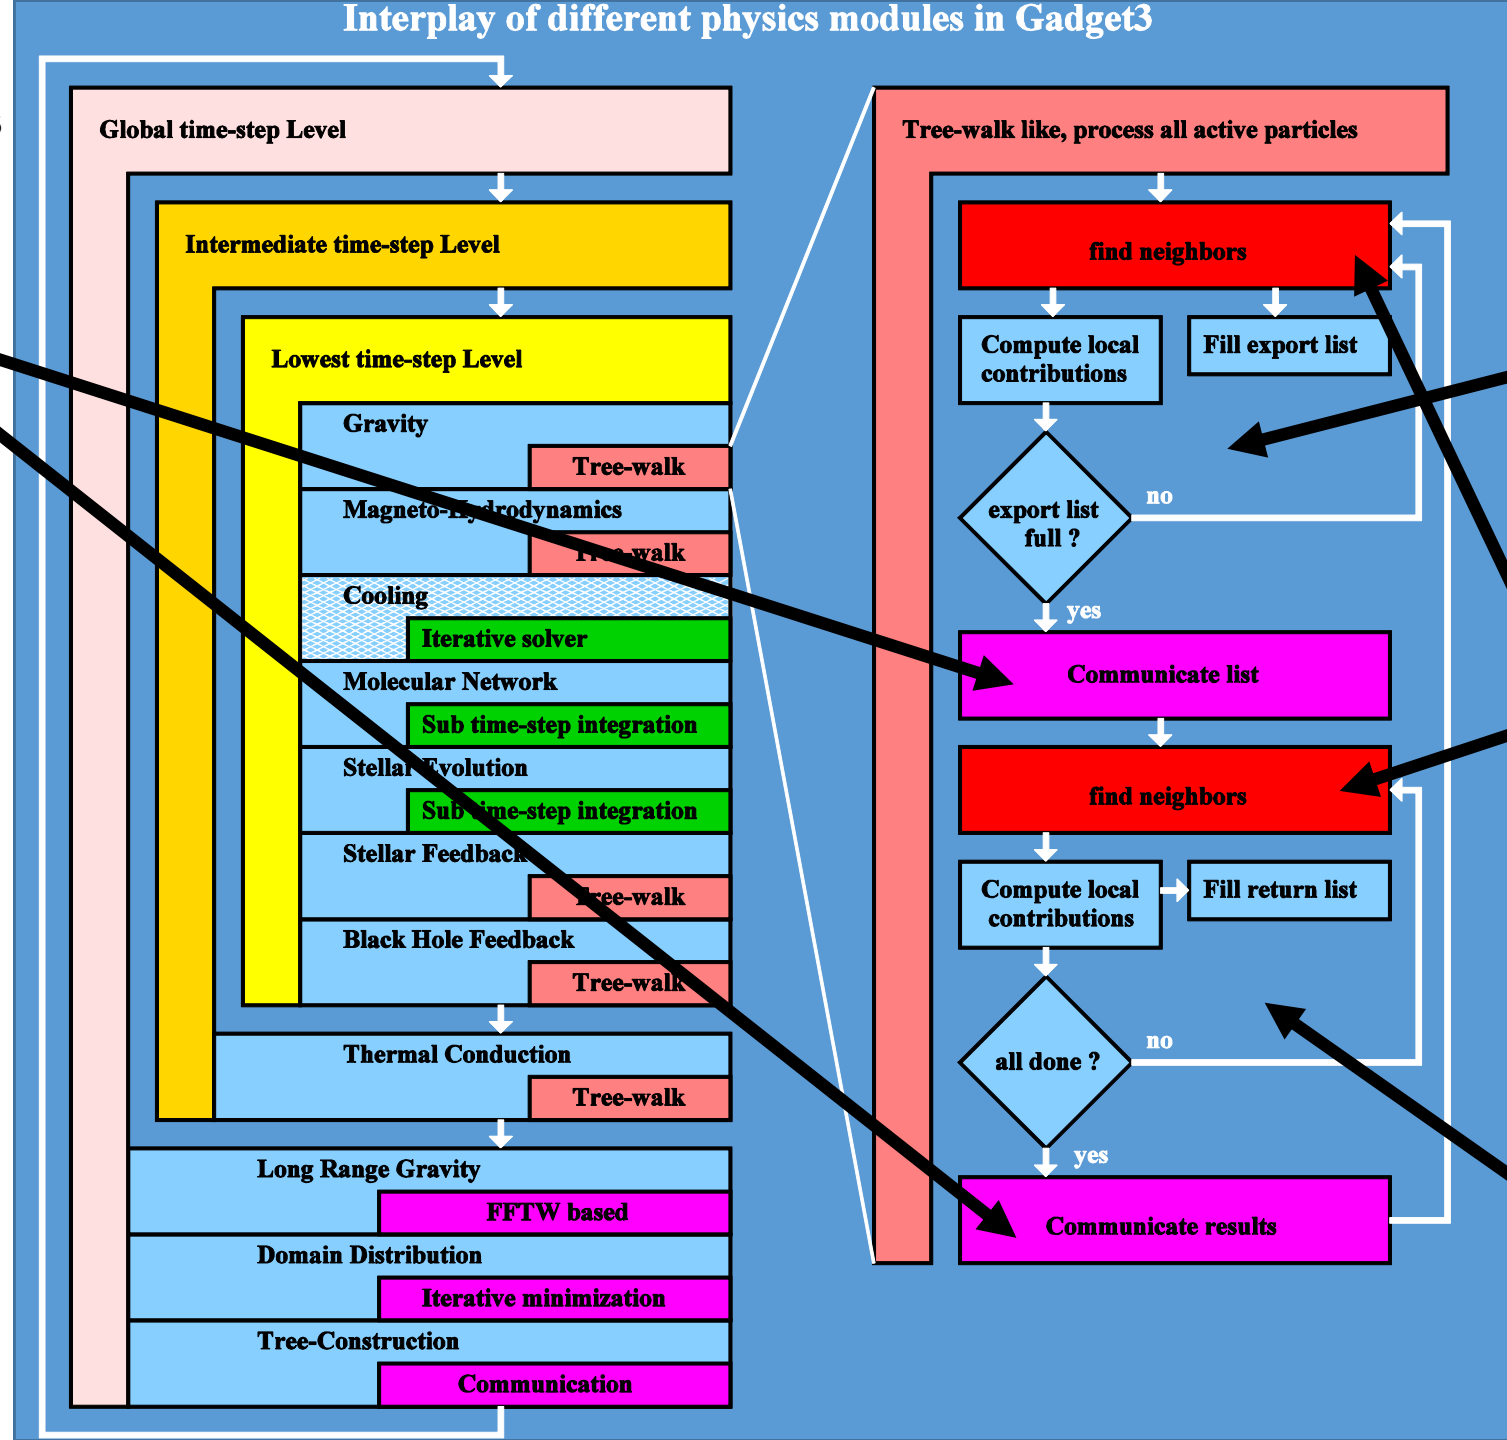 Interplay of different physics modules in Gadget3
Global time-step Level
Intermediate time-step Level
Lowest time-step Level
Gravity
Tree-walk
Magneto-Hydrodynamics
Tree-walk
Cooling
Iterative solver
Molecular Network
Sub time-step integration
Stellar Evolution
Sub time-step integration
Stellar Feedback
Tree-walk
Black Hole Feedback
Tree-walk
Thermal Conduction
Tree-walk
Long Range Gravity
FFTW based
Domain Distribution
Iterative minimization
Tree-Construction
Communication
Tree-walk like, process all active particles
find neighbors
Compute local
contributions
Fill export list
export list
full ?
no
yes
Communicate list
find neighbors
Compute local
contributions
Fill return list
all done ?
no
yes
Communicate results